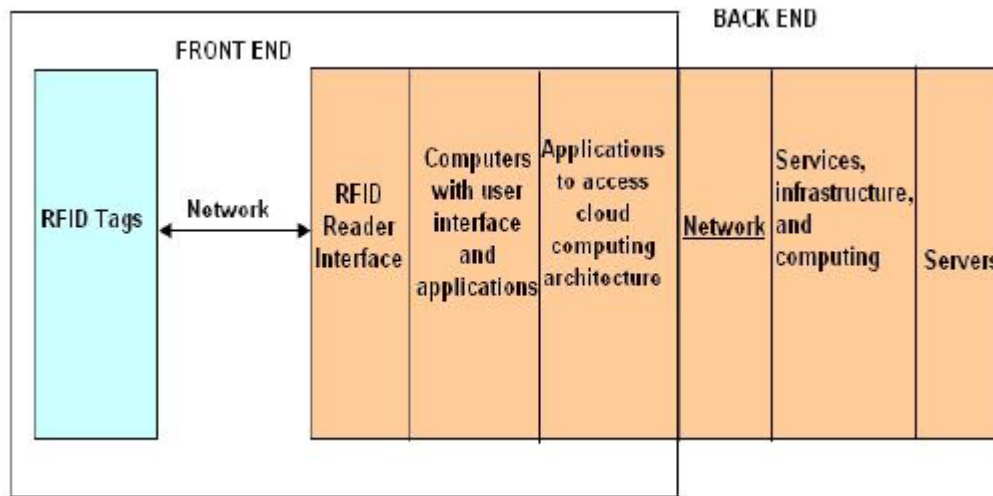 BACK END
FRONT END
RFID Tags
Network
RFID
Reader
Interface
Computers
with user
interface
and
applications
Applications
to access
cloud
computing
architecture
Network
Services,
infrastructure,
and
computing
Servers